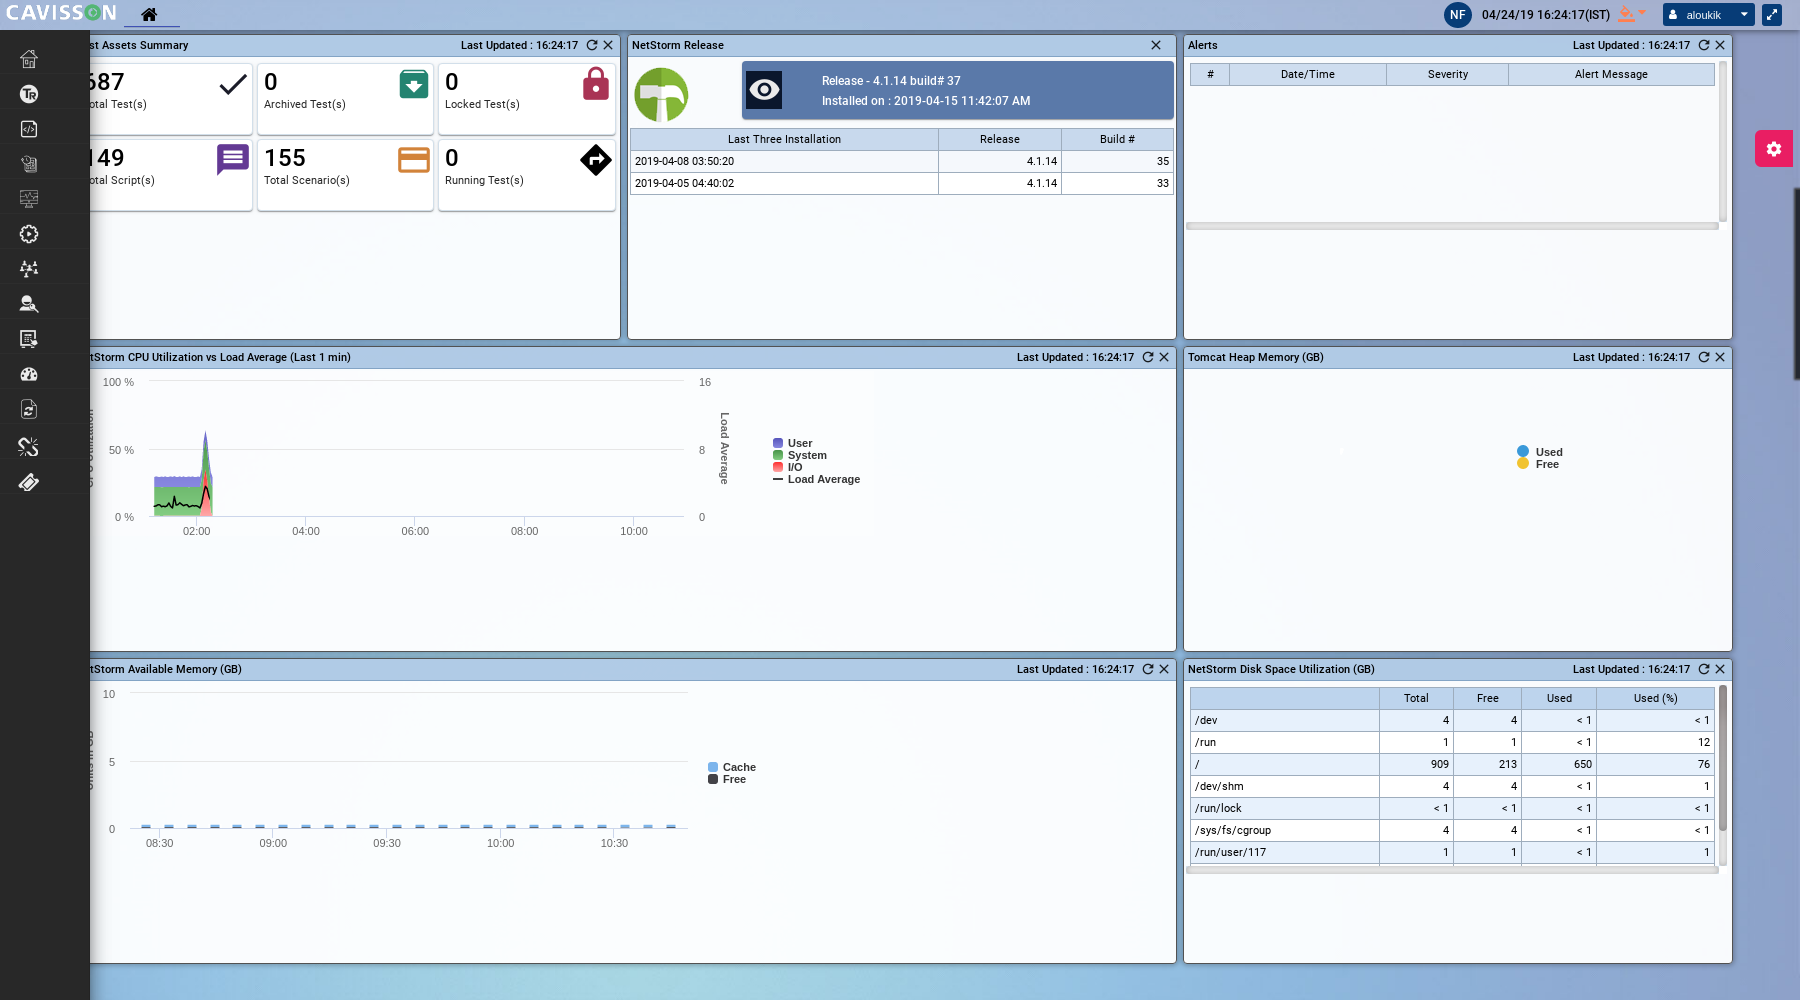 CAVISSON
NF 04/24/19 16:24:17(IST) aloukik
TR
st Assets Summary Last Updated : 16:24:17
687 0 0
otal Test(s) Archived Test(s) Locked Test(s)
149 155 0
otal Script(s) Total Scenario(s) Running Test(s)
NetStorm Release
Release - 4.1.14 build# 37
Installed on : 2019-04-15 11:42:07 AM
Last Three Installation Release Build #
2019-04-08 03:50:20 4.1.14 35
2019-04-05 04:40:02 4.1.14 33
Alerts Last Updated : 16:24:17
# Date/Time Severity Alert Message
tStorm CPU Utilization vs Load Average (Last 1 min) Last Updated : 16:24:17
100 % 16
50 % 8
0 % 0
Load Average
02:00 04:00 06:00 08:00 10:00
User
System
I/O
Load Average
Tomcat Heap Memory (GB) Last Updated : 16:24:17
Used
Free
tStorm Available Memory (GB) Last Updated : 16:24:17
10
5
0
08:30 09:00 09:30 10:00 10:30
Cache
Free
NetStorm Disk Space Utilization (GB) Last Updated : 16:24:17
Total Free Used Used (%)
/dev 4 4 < 1 < 1
/run 1 1 < 1 12
/ 909 213 650 76
/dev/shm 4 4 < 1 1
/run/lock < 1 < 1 < 1 < 1
/sys/fs/cgroup 4 4 < 1 < 1
/run/user/117 1 1 < 1 1